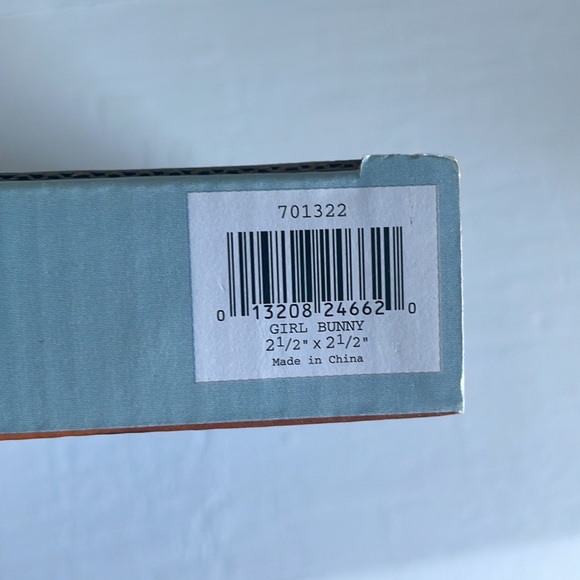 701322
0 13208 24662 0
GIRL BUNNY
2 1/2" x 2 1/2"
Made in China